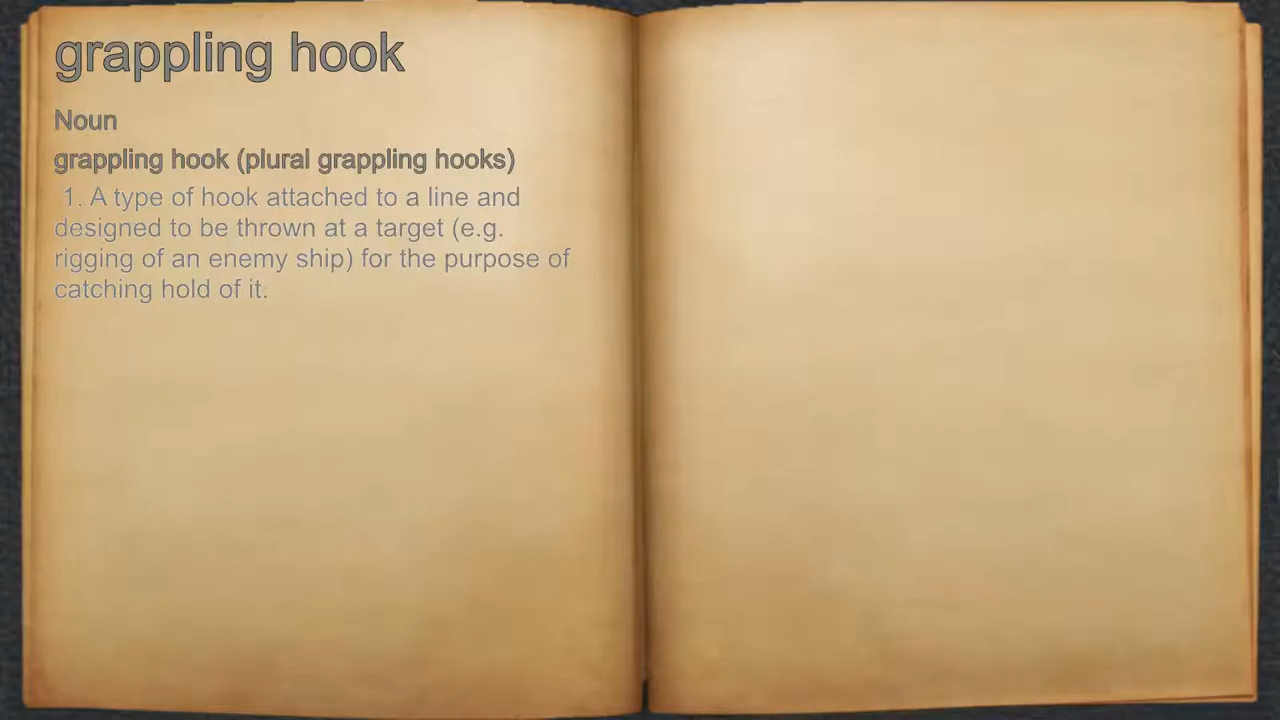 grappling hook
Noun
grappling hook (plural grappling hooks)
1. A type of hook attached to a line and
designed to be thrown at a target (e.g.
rigging of an enemy ship) for the purpose of
catching hold of it.